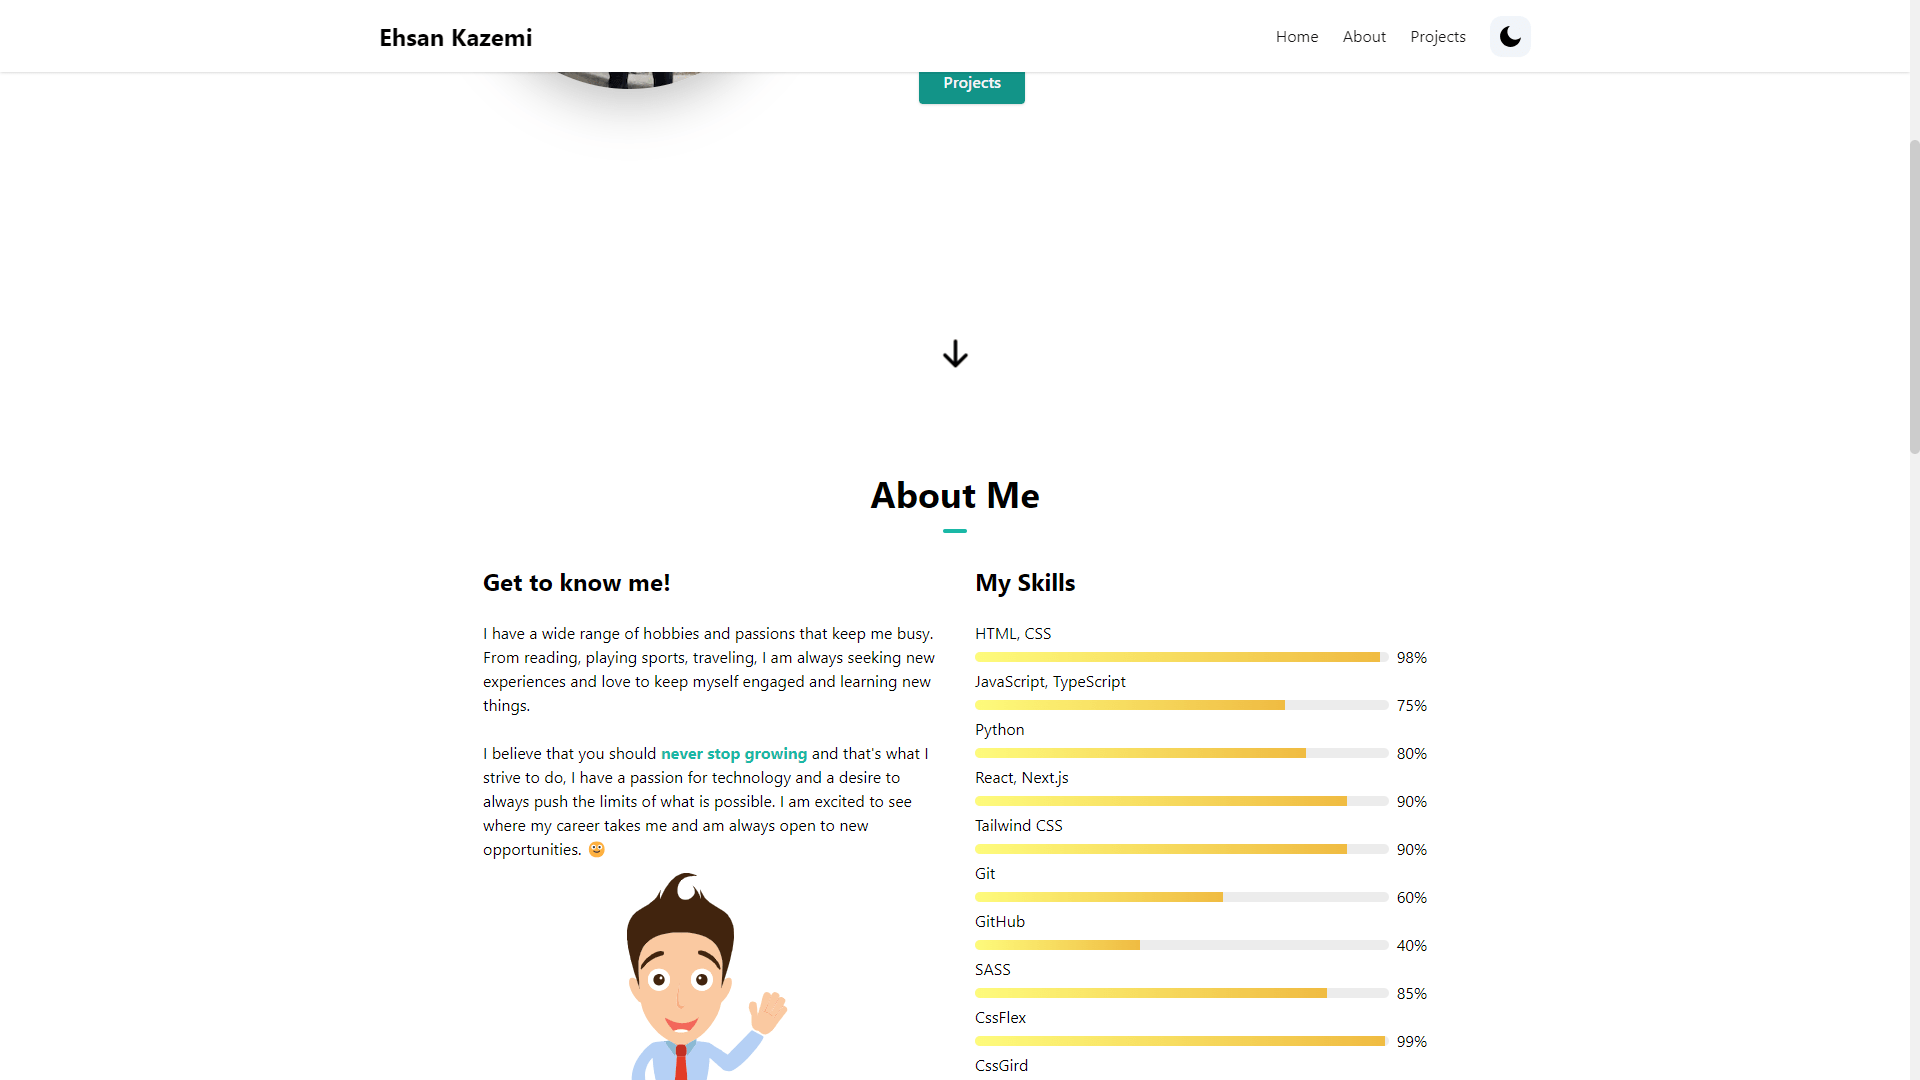 Ehsan Kazemi
Home
About
Projects
Projects
About Me
Get to know me!
I have a wide range of hobbies and passions that keep me busy.
From reading, playing sports, traveling, I am always seeking new
experiences and love to keep myself engaged and learning new
things.
I believe that you should never stop growing and that's what I
strive to do, I have a passion for technology and a desire to
always push the limits of what is possible. I am excited to see
where my career takes me and am always open to new
opportunities. 🙂
My Skills
HTML, CSS
98%
JavaScript, TypeScript
75%
Python
80%
React, Next.js
90%
Tailwind CSS
90%
Git
60%
GitHub
40%
SASS
85%
CssFlex
99%
CssGird